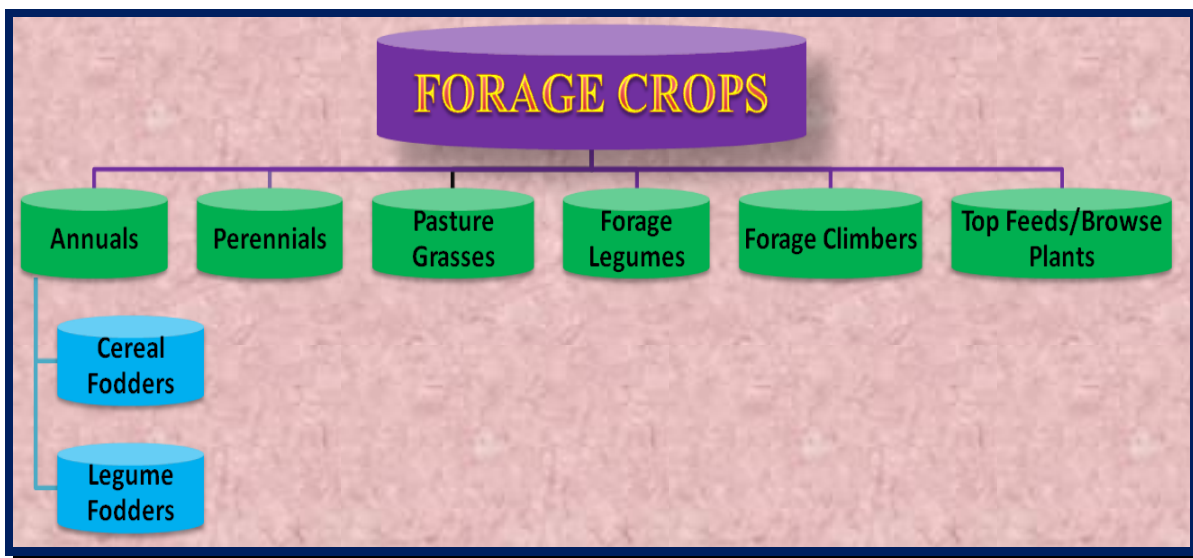 FORAGE CROPS
Annuals
Perennials
Pasture
Grasses
Forage
Legumes
Forage Climbers
Top Feeds/Browse
Plants
Cereal
Fodders
Legume
Fodders